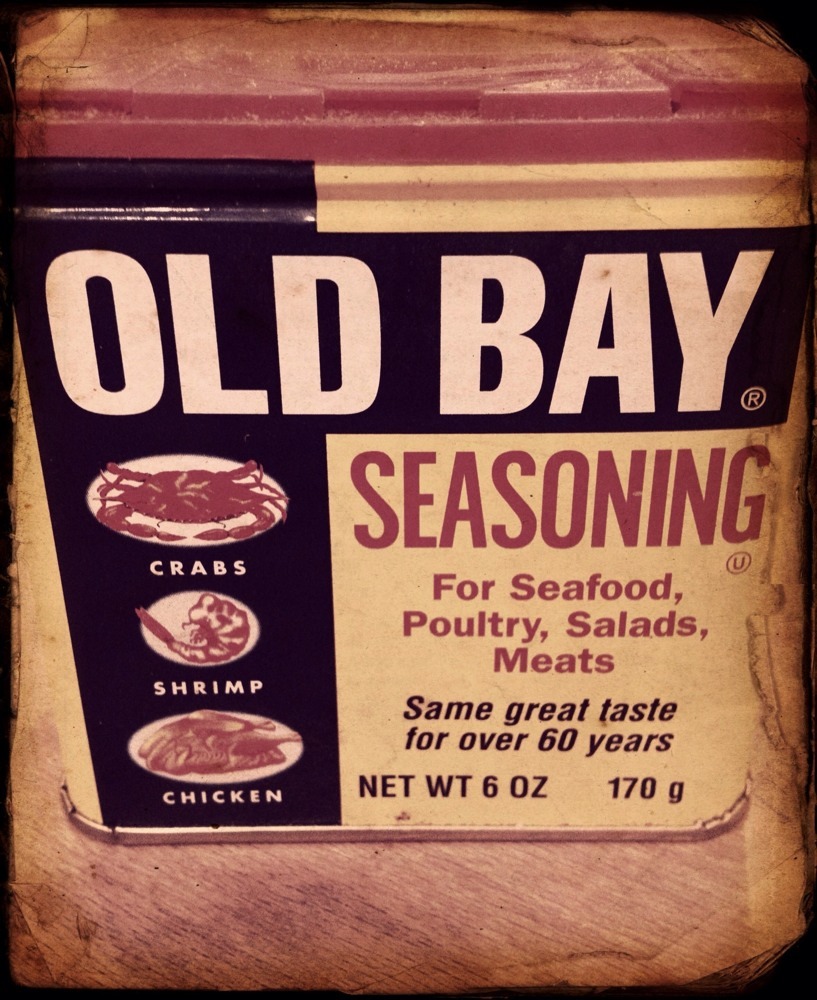 OLD BAY®
SEASONING
Ⓤ
For Seafood,
Poultry, Salads,
Meats
Same great taste
for over 60 years
NET WT 6 OZ 170 g
CRABS
SHRIMP
CHICKEN